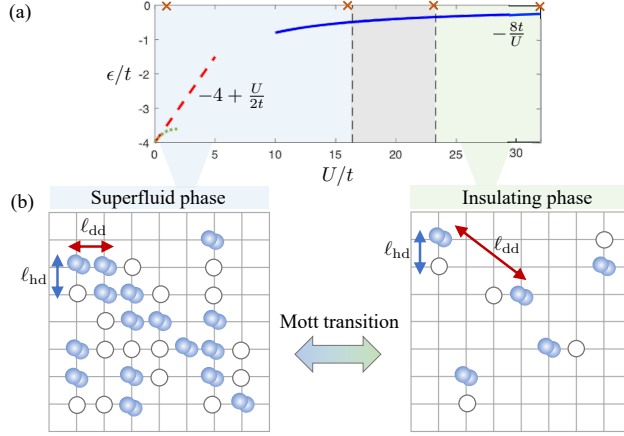 (a)
ϵ/t
0
-1
-2
-3
-4
−4 + U/2t
−8t/U
0 5 10 15 20 25 30
U/t
(b)
Superfluid phase
Insulating phase
ℓdd
ℓhd
ℓhd
ℓdd
Mott transition